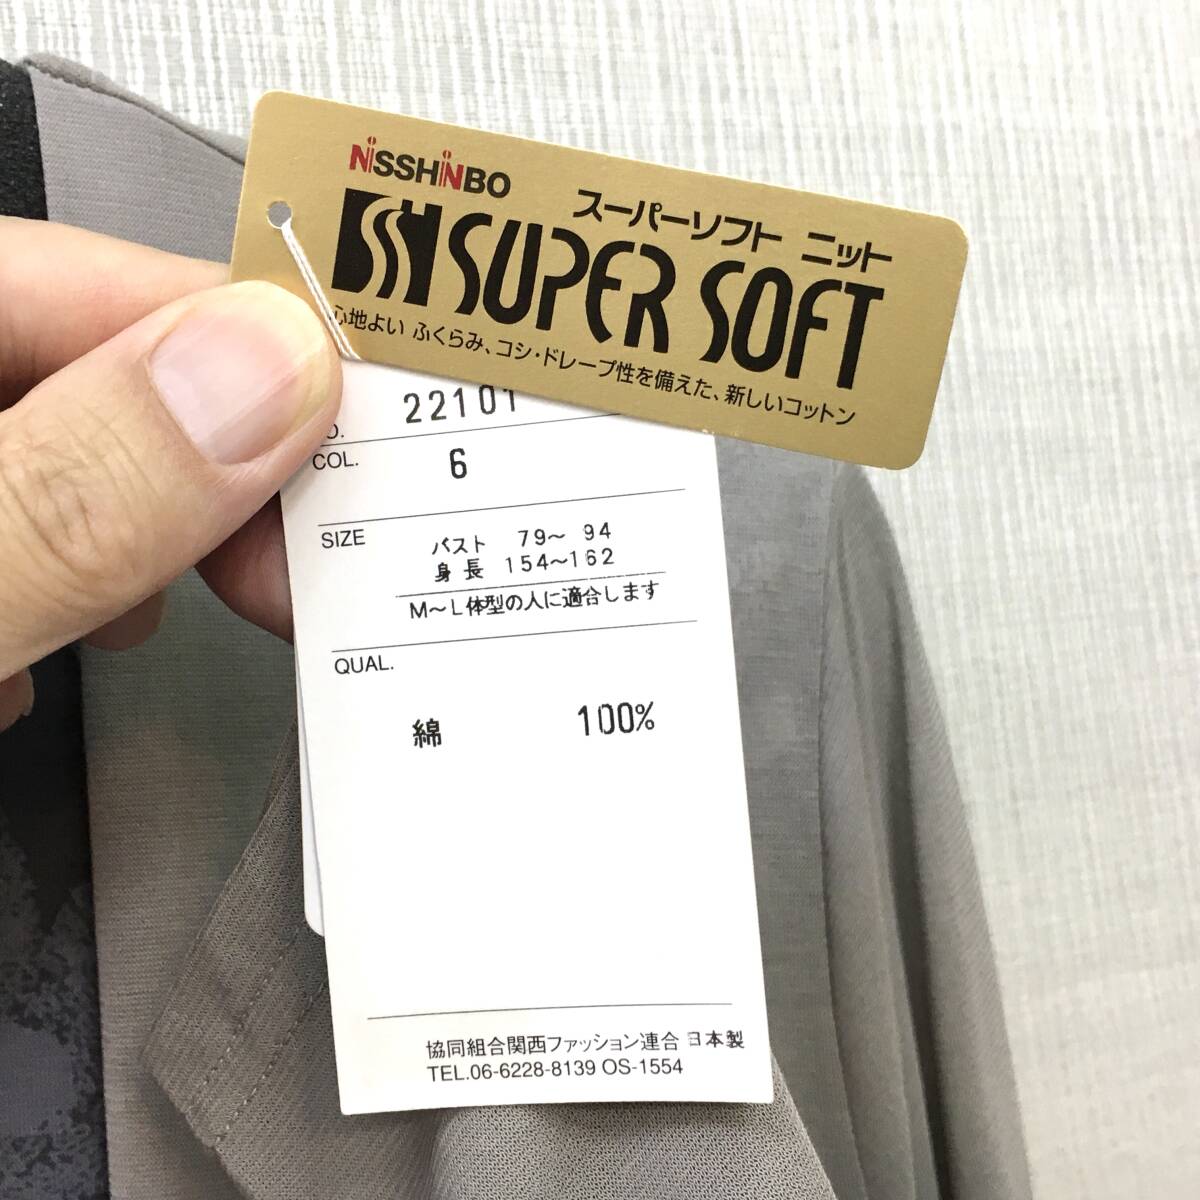 NISSHINBO
スーパーソフト ニット
SUPER SOFT
心地よい ふくらみ、コシ・ドレープ性を備えた、新しいコットン
22101
COL. 6
SIZE
バスト 79～ 94
身長 154～162
M～L体型の人に適合します
QUAL.
綿 100%
協同組合関西ファッション連合 日本製
TEL.06-6228-8139 OS-1554